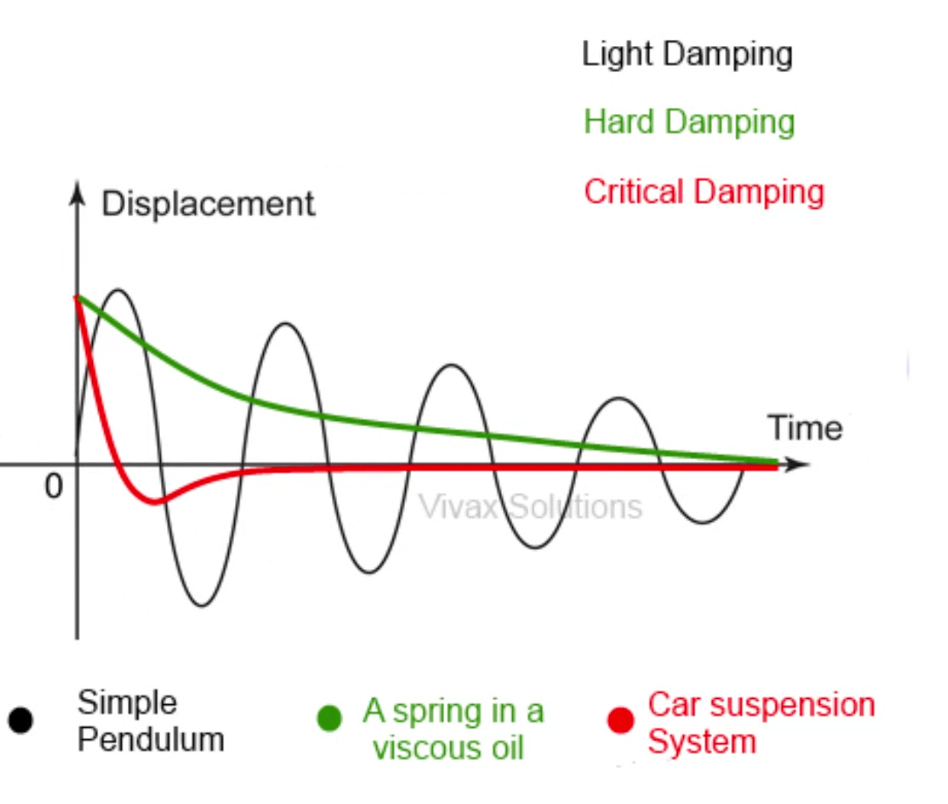 Light Damping
Hard Damping
Critical Damping
Displacement
Time
0
Vivax Solutions
Simple
Pendulum
A spring in a
viscous oil
Car suspension
System